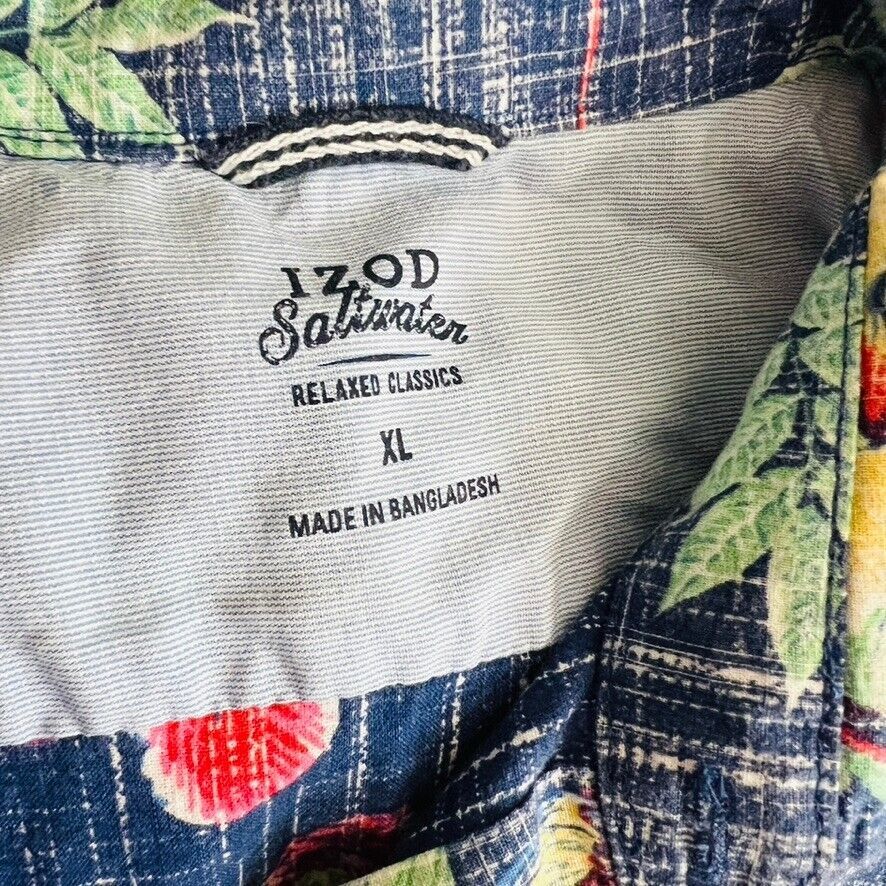 IZOD
Saltwater
RELAXED CLASSICS
XL
MADE IN BANGLADESH